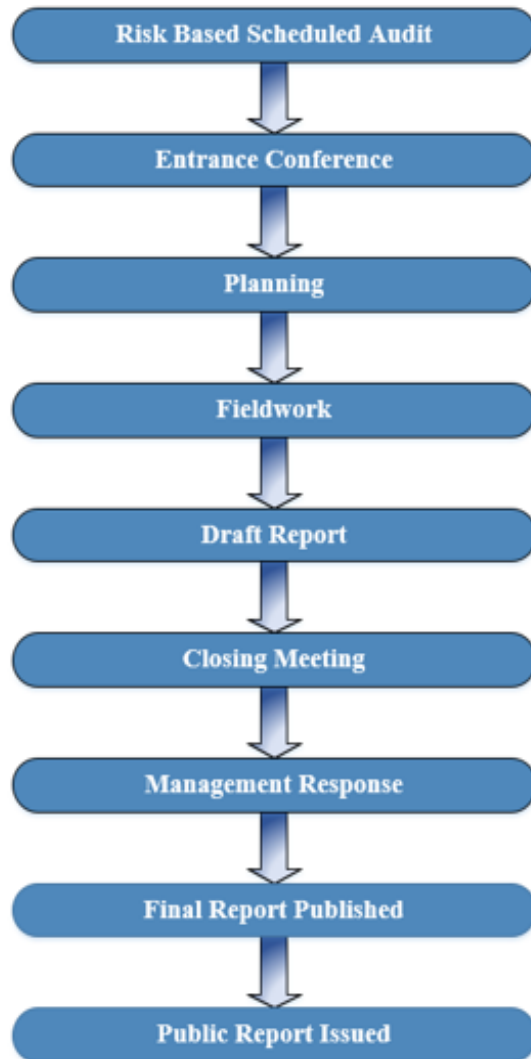 Risk Based Scheduled Audit
Entrance Conference
Planning
Fieldwork
Draft Report
Closing Meeting
Management Response
Final Report Published
Public Report Issued